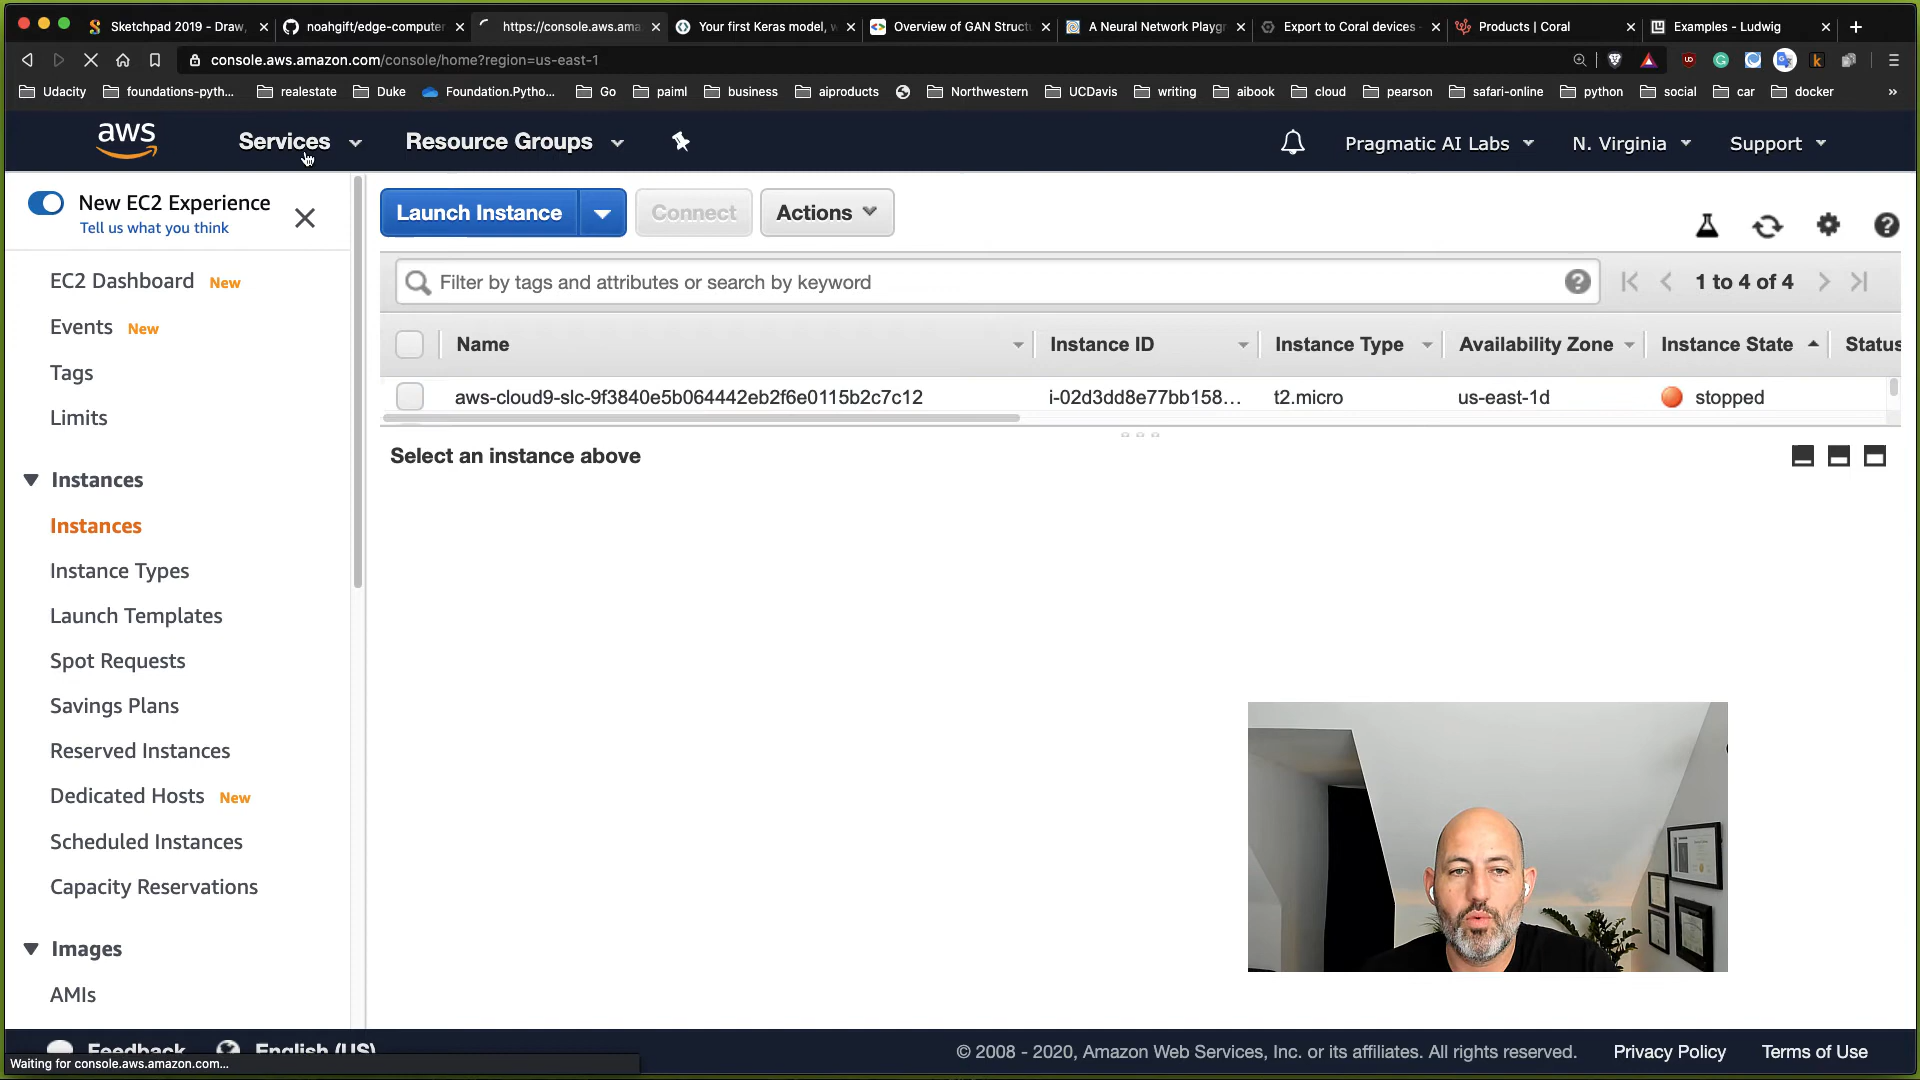 Sketchpad 2019 - Draw,
noahgift/edge-computer
https://console.aws.ama
Your first Keras model, w
Overview of GAN Structu
A Neural Network Playgr
Export to Coral devices
Products | Coral
Examples - Ludwig
console.aws.amazon.com/console/home?region=us-east-1
Udacity
foundations-pyth...
realestate
Duke
Foundation.Pytho...
Go
paiml
business
aiproducts
Northwestern
UCDavis
writing
aibook
cloud
pearson
safari-online
python
social
car
docker
»
aws
Services
Resource Groups
Pragmatic AI Labs
N. Virginia
Support
New EC2 Experience
Tell us what you think
Launch Instance
Connect
Actions
EC2 Dashboard New
Events New
Tags
Limits
Instances
Instances
Instance Types
Launch Templates
Spot Requests
Savings Plans
Reserved Instances
Dedicated Hosts New
Scheduled Instances
Capacity Reservations
Images
AMIs
Filter by tags and attributes or search by keyword
1 to 4 of 4
Name
Instance ID
Instance Type
Availability Zone
Instance State
Status
aws-cloud9-slc-9f3840e5b064442eb2f6e0115b2c7c12
i-02d3dd8e77bb158...
t2.micro
us-east-1d
stopped
Select an instance above
Feedback
English (US)
© 2008 - 2020, Amazon Web Services, Inc. or its affiliates. All rights reserved.
Privacy Policy
Terms of Use
Waiting for console.aws.amazon.com...